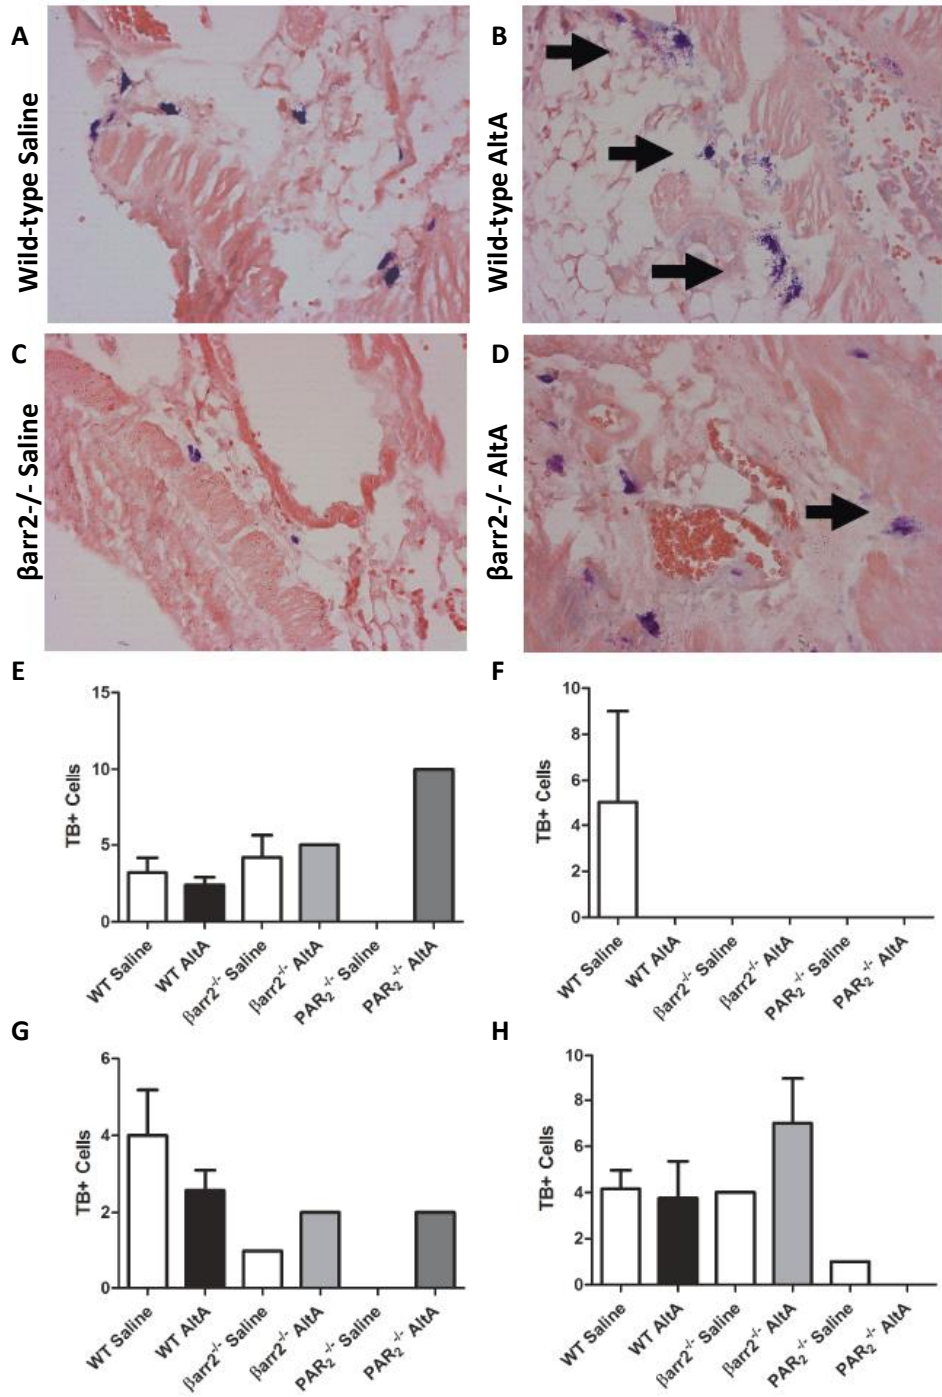 A
Wild-type Saline
B
Wild-type AltA
C
βarr2-/- Saline
D
βarr2-/- AltA
E
15
10
5
0
TB+ Cells
WT Saline
WT AltA
βarr2⁻/⁻ Saline
βarr2⁻/⁻ AltA
PAR₂⁻/⁻ Saline
PAR₂⁻/⁻ AltA
F
10
8
6
4
2
0
TB+ Cells
WT Saline
WT AltA
βarr2⁻/⁻ Saline
βarr2⁻/⁻ AltA
PAR₂⁻/⁻ Saline
PAR₂⁻/⁻ AltA
G
6
4
2
0
TB+ Cells
WT Saline
WT AltA
βarr2⁻/⁻ Saline
βarr2⁻/⁻ AltA
PAR₂⁻/⁻ Saline
PAR₂⁻/⁻ AltA
H
10
8
6
4
2
0
TB+ Cells
WT Saline
WT AltA
βarr2⁻/⁻ Saline
βarr2⁻/⁻ AltA
PAR₂⁻/⁻ Saline
PAR₂⁻/⁻ AltA